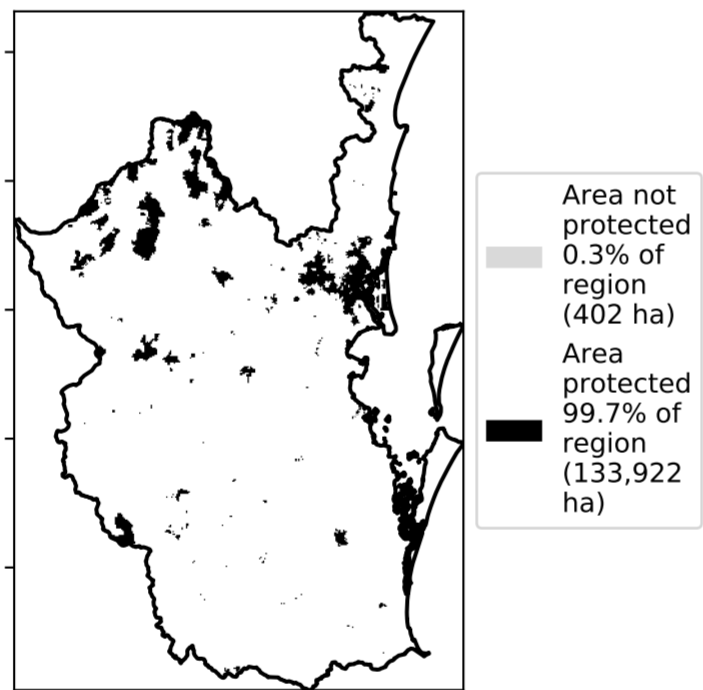 Area not
protected
0.3% of
region
(402 ha)
Area
protected
99.7% of
region
(133,922
ha)